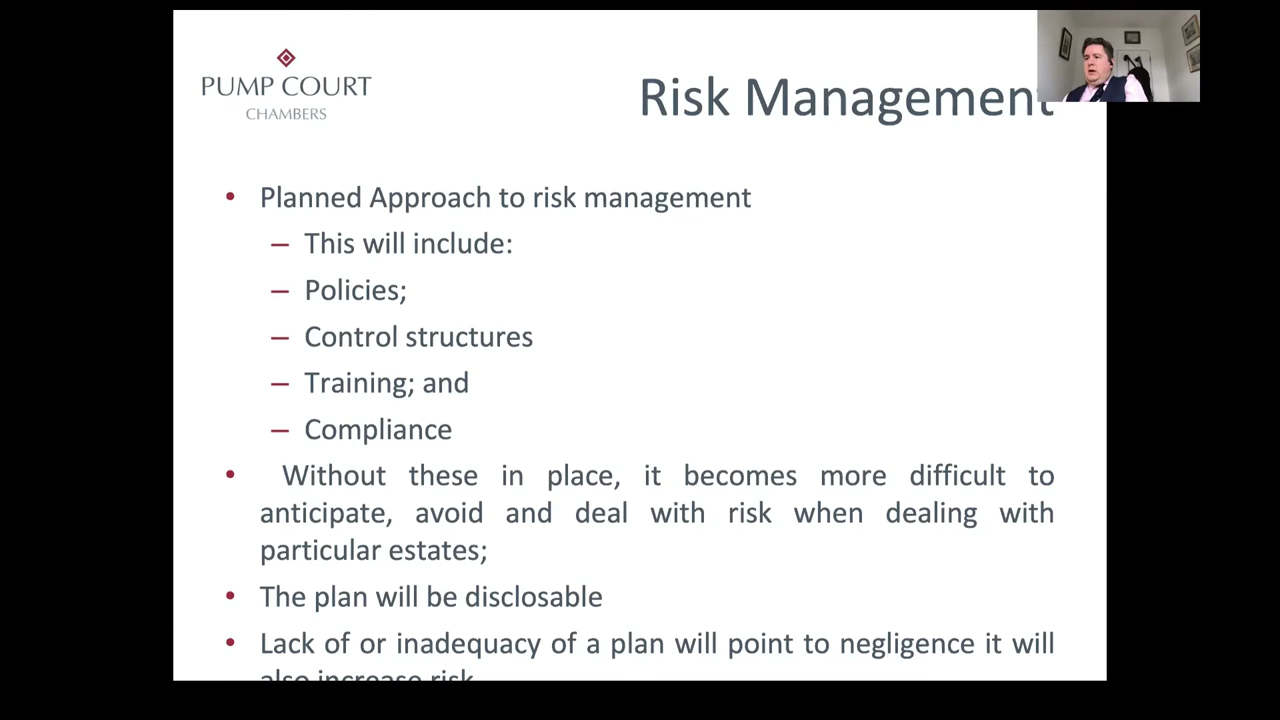 PUMP COURT
CHAMBERS
Risk Management
• Planned Approach to risk management
– This will include:
– Policies;
– Control structures
– Training; and
– Compliance
• Without these in place, it becomes more difficult to
anticipate, avoid and deal with risk when dealing with
particular estates;
• The plan will be disclosable
• Lack of or inadequacy of a plan will point to negligence it will
also increase risk